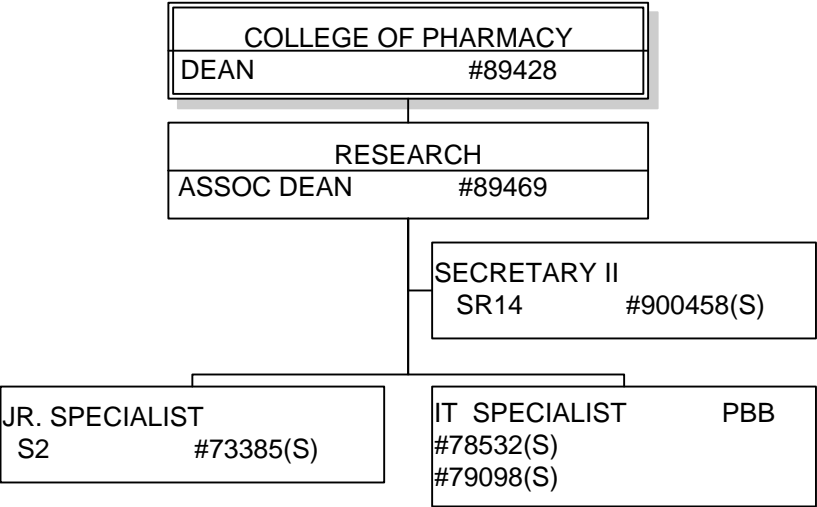 COLLEGE OF PHARMACY
DEAN #89428
RESEARCH
ASSOC DEAN #89469
SECRETARY II
SR14 #900458(S)
JR. SPECIALIST
S2 #73385(S)
IT SPECIALIST PBB
#78532(S)
#79098(S)